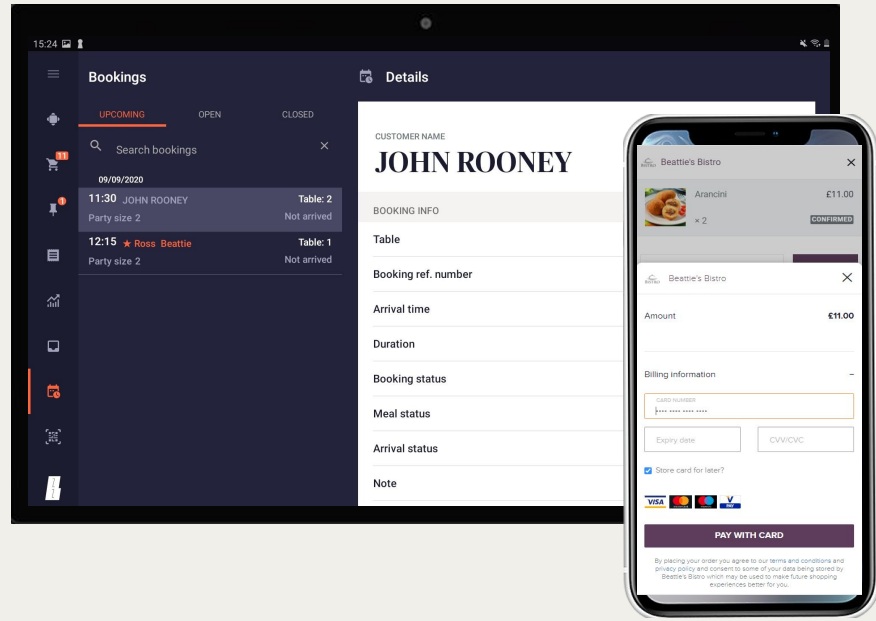 15:24
Bookings
Details
UPCOMING OPEN CLOSED
Search bookings
09/09/2020
11:30 JOHN ROONEY Table: 2
Party size 2 Not arrived
12:15 ★ Ross Beattie Table: 1
Party size 2 Not arrived
11
1
CUSTOMER NAME
JOHN ROONEY
BOOKING INFO
Table
Booking ref. number
Arrival time
Duration
Booking status
Meal status
Arrival status
Note
Beattie's Bistro
Arancini £11.00
× 2 CONFIRMED
Beattie's Bistro
Amount £11.00
Billing information
CARD NUMBER
Expiry date CVV/CVC
Store card for later?
VISA
PAY WITH CARD
By placing your order you agree to our terms and conditions and
privacy policy and consent to some of your data being stored by
Beattie's Bistro which may be used to make future shopping
experiences better for you.